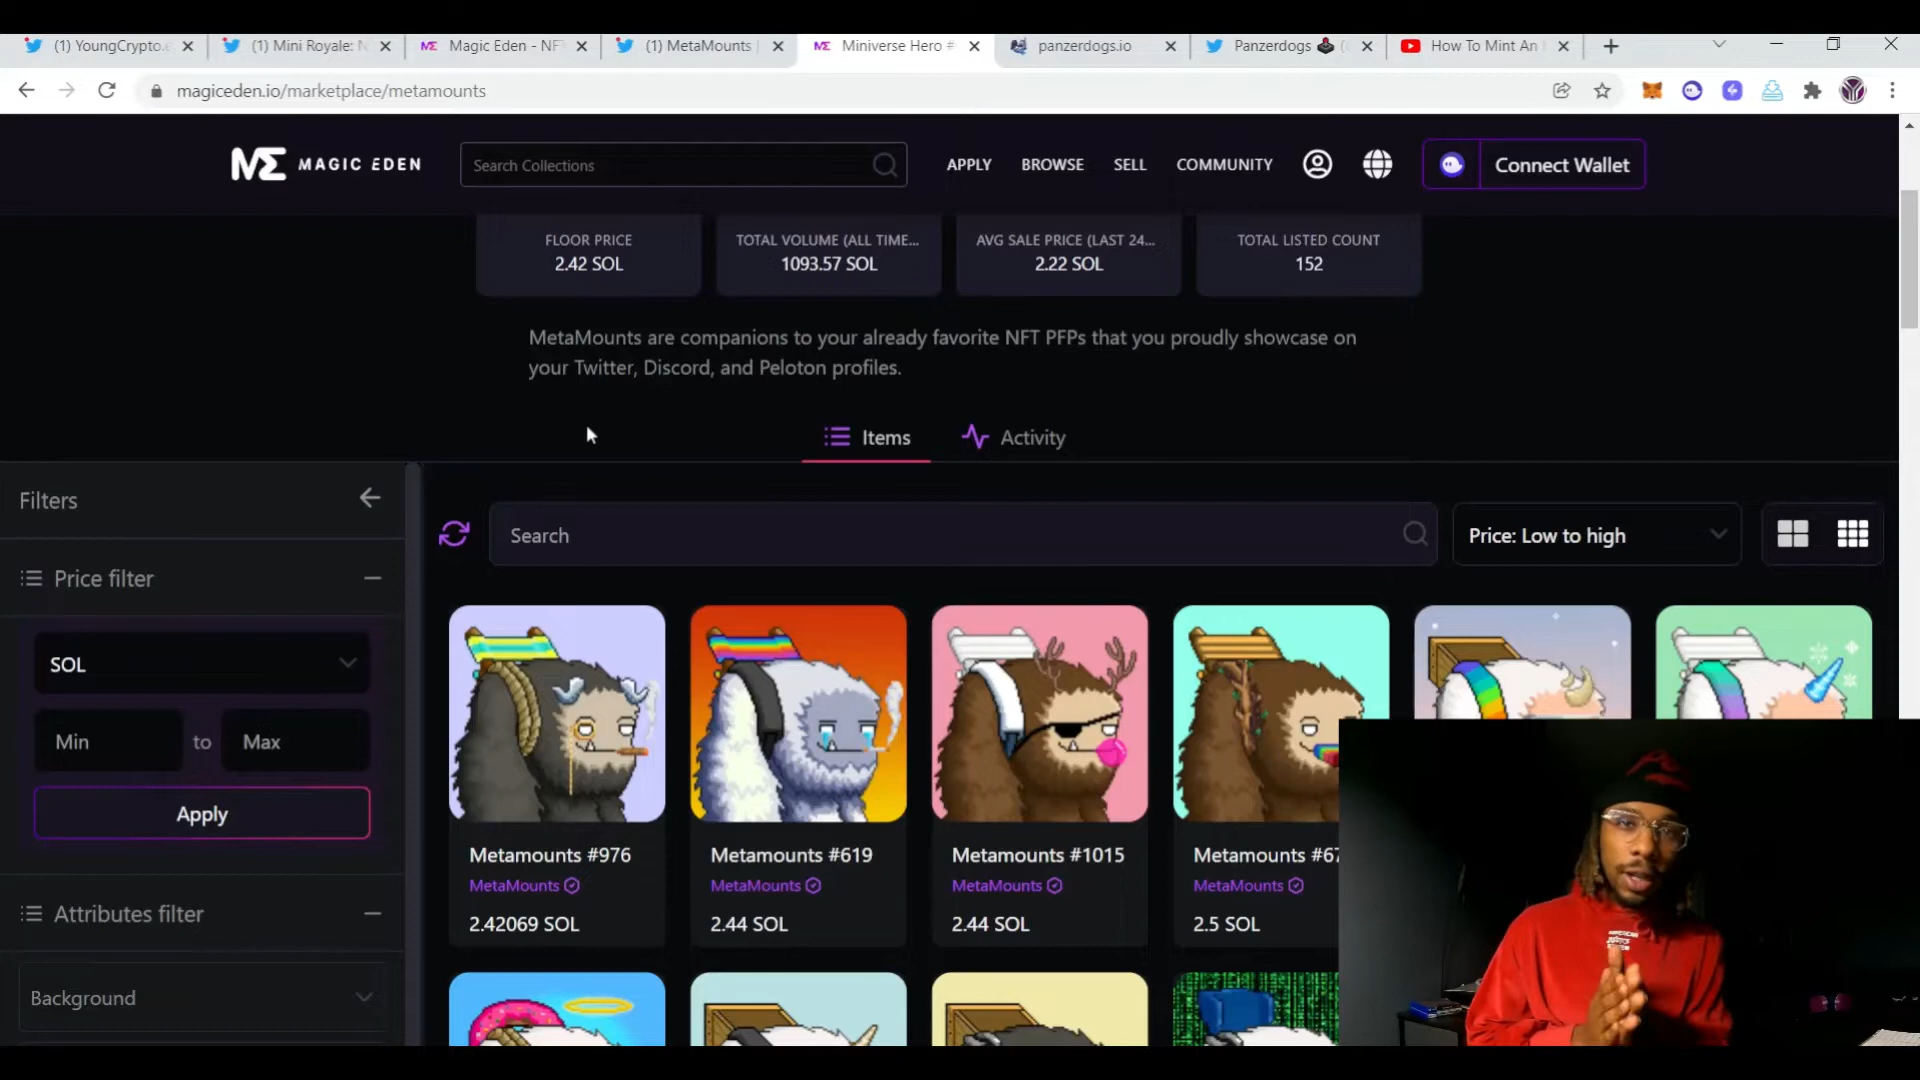 (1) YoungCrypto.e
(1) Mini Royale: N
Magic Eden - NF
(1) MetaMounts
Miniverse Hero #
panzerdogs.io
Panzerdogs
How To Mint An
magiceden.io/marketplace/metamounts
MAGIC EDEN
Search Collections
APPLY
BROWSE
SELL
COMMUNITY
Connect Wallet
FLOOR PRICE
2.42 SOL
TOTAL VOLUME (ALL TIME...
1093.57 SOL
AVG SALE PRICE (LAST 24...
2.22 SOL
TOTAL LISTED COUNT
152
MetaMounts are companions to your already favorite NFT PFPs that you proudly showcase on
your Twitter, Discord, and Peloton profiles.
Items
Activity
Filters
Search
Price: Low to high
Price filter
SOL
Min
to
Max
Apply
Attributes filter
Background
Metamounts #976
MetaMounts
2.42069 SOL
Metamounts #619
MetaMounts
2.44 SOL
Metamounts #1015
MetaMounts
2.44 SOL
Metamounts #67
MetaMounts
2.5 SOL